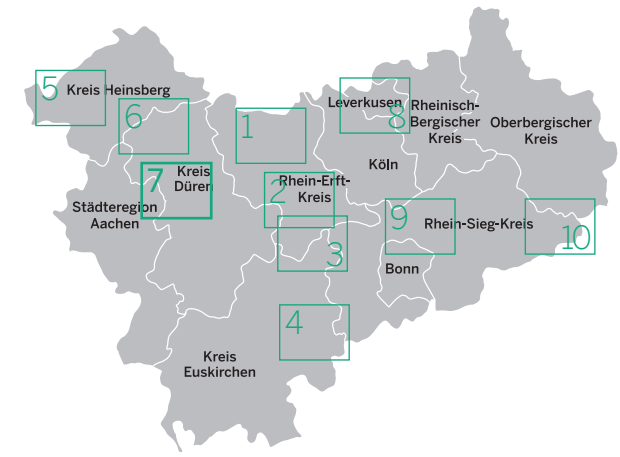 5
Kreis Heinsberg
6
1
Leverkusen
8
Rheinisch-
Bergischer
Kreis
Oberbergischer
Kreis
Köln
7
Kreis
Düren
2
Rhein-Erft-
Kreis
Städteregion
Aachen
9
Rhein-Sieg-Kreis
10
3
Bonn
4
Kreis
Euskirchen